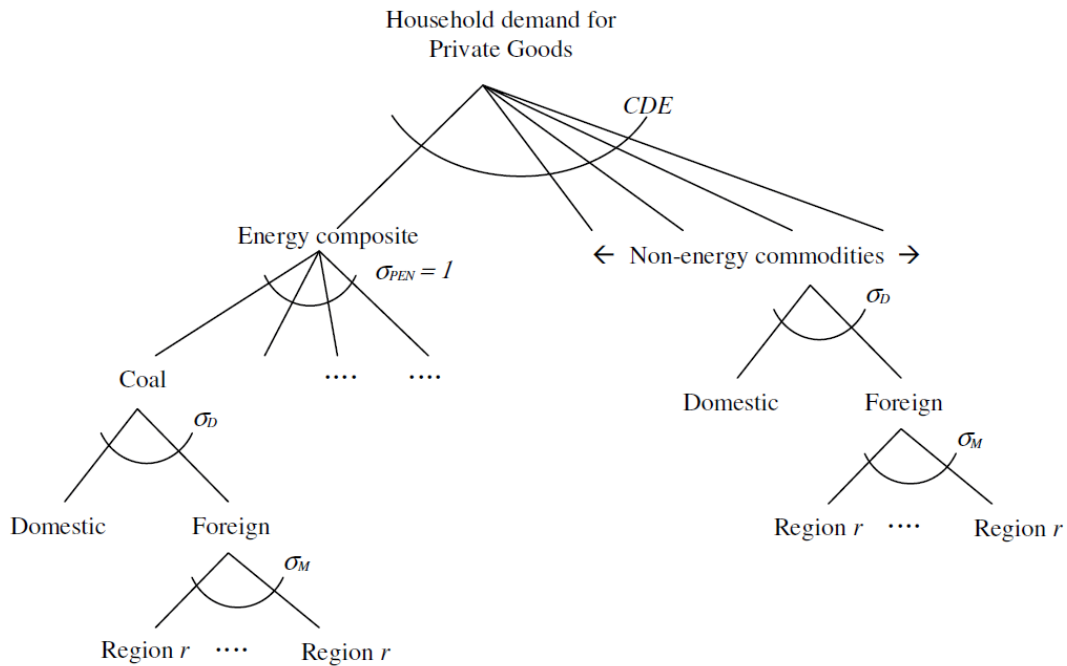 Household demand for
Private Goods
CDE
Energy composite
σPEN = 1
← Non-energy commodities →
σD
Coal
....
....
Domestic
Foreign
σD
σM
Domestic
Foreign
Region r
....
Region r
σM
Region r
....
Region r